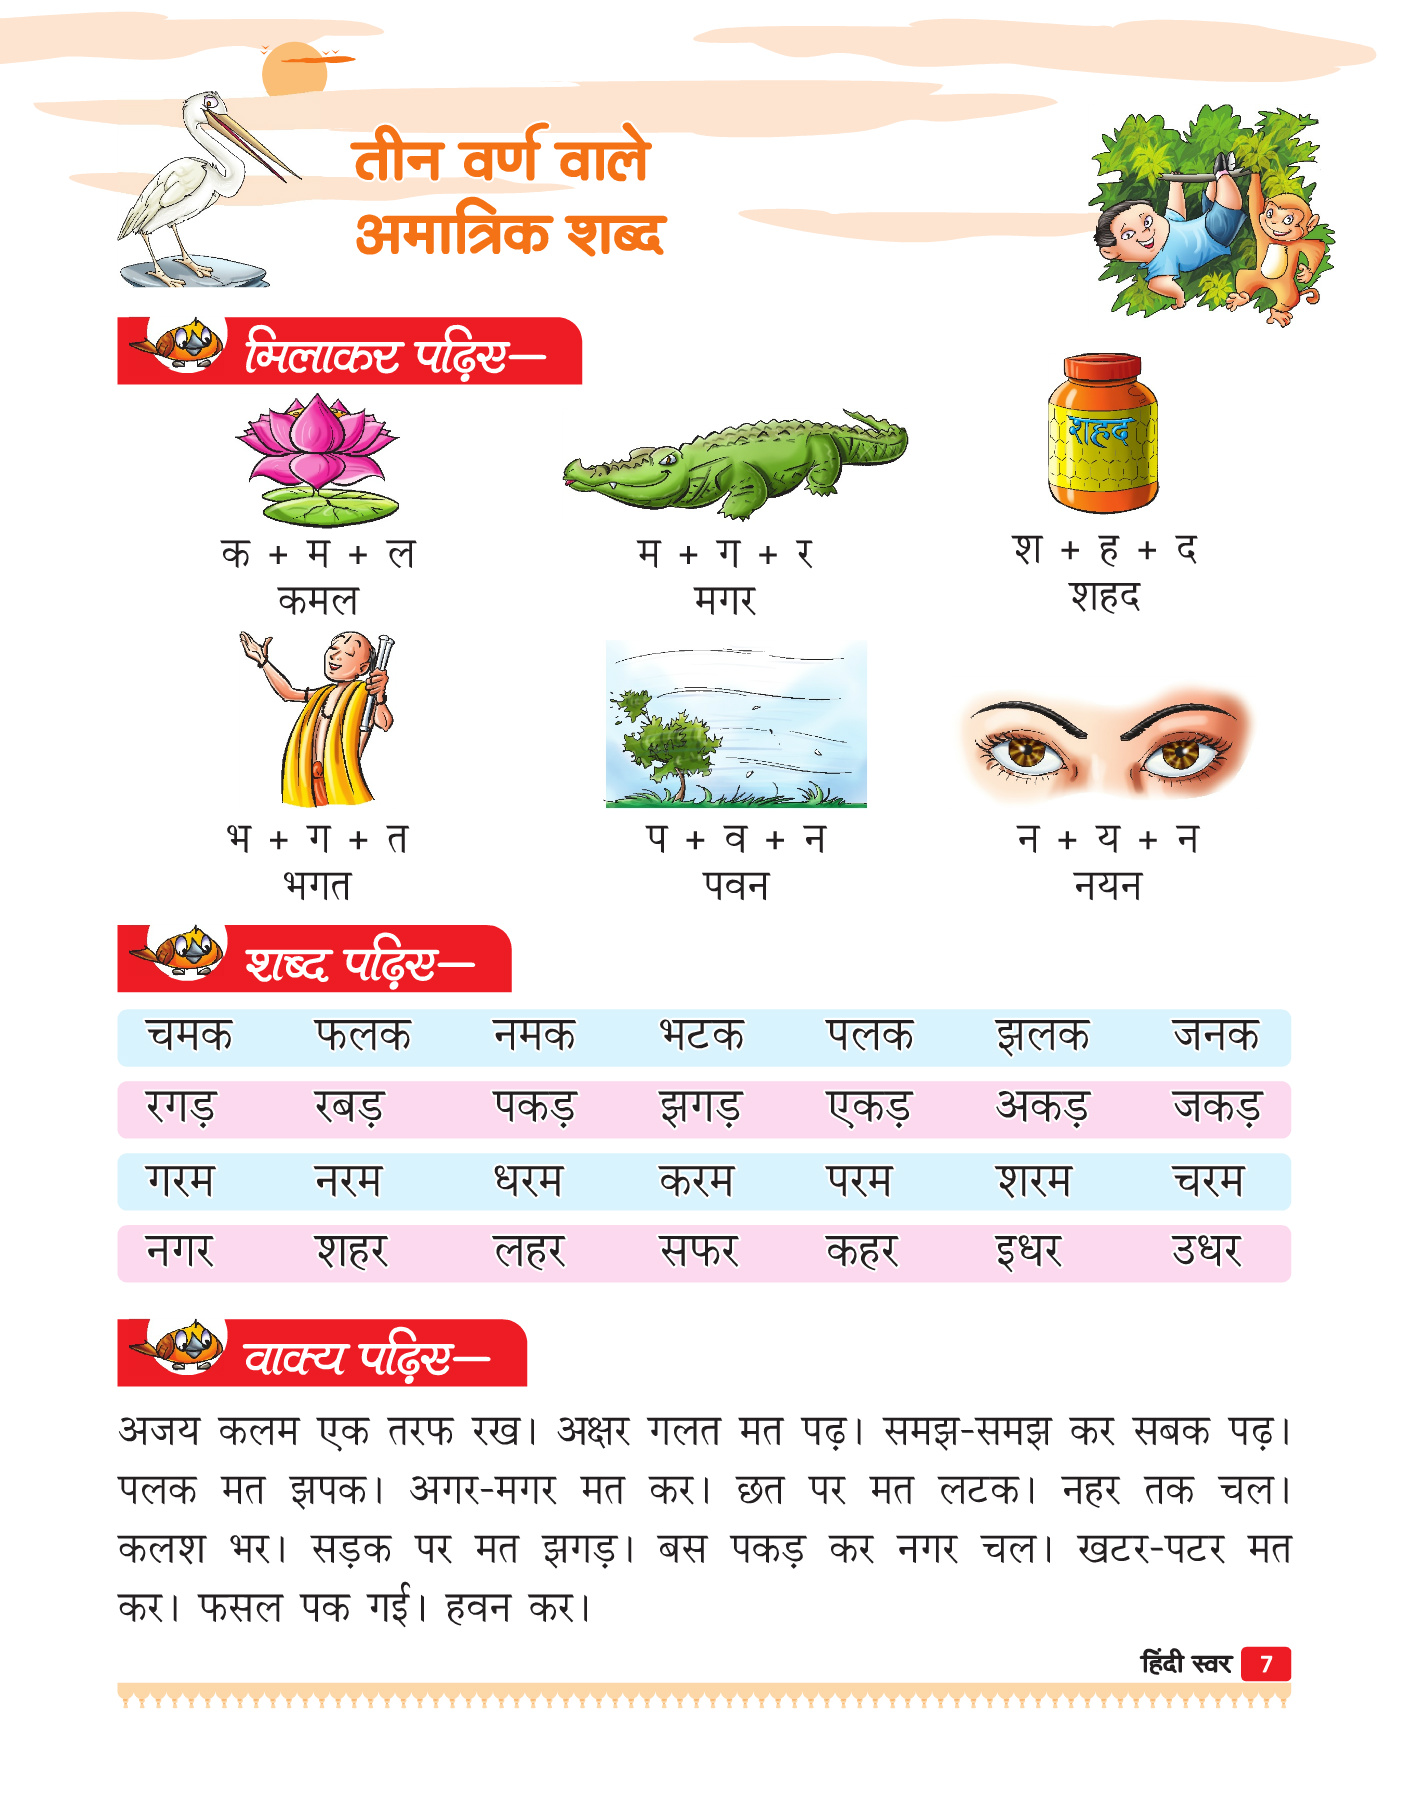 तीन वर्ण वाले
अमात्रिक शब्द
मिलाकर पढ़िए—
शहद
क + म + ल
म + ग + र
श + ह + द
कमल
मगर
शहद
भ + ग + त
प + व + न
न + य + न
भगत
पवन
नयन
शब्द पढ़िए—
चमक फलक नमक भटक पलक झलक जनक
रगड़ रबड़ पकड़ झगड़ एकड़ अकड़ जकड़
गरम नरम धरम करम परम शरम चरम
नगर शहर लहर सफर कहर इधर उधर
वाक्य पढ़िए—
अजय कलम एक तरफ रख। अक्षर गलत मत पढ़। समझ-समझ कर सबक पढ़।
पलक मत झपक। अगर-मगर मत कर। छत पर मत लटक। नहर तक चल।
कलश भर। सड़क पर मत झगड़। बस पकड़ कर नगर चल। खटर-पटर मत
कर। फसल पक गई। हवन कर।
हिंदी स्वर 7